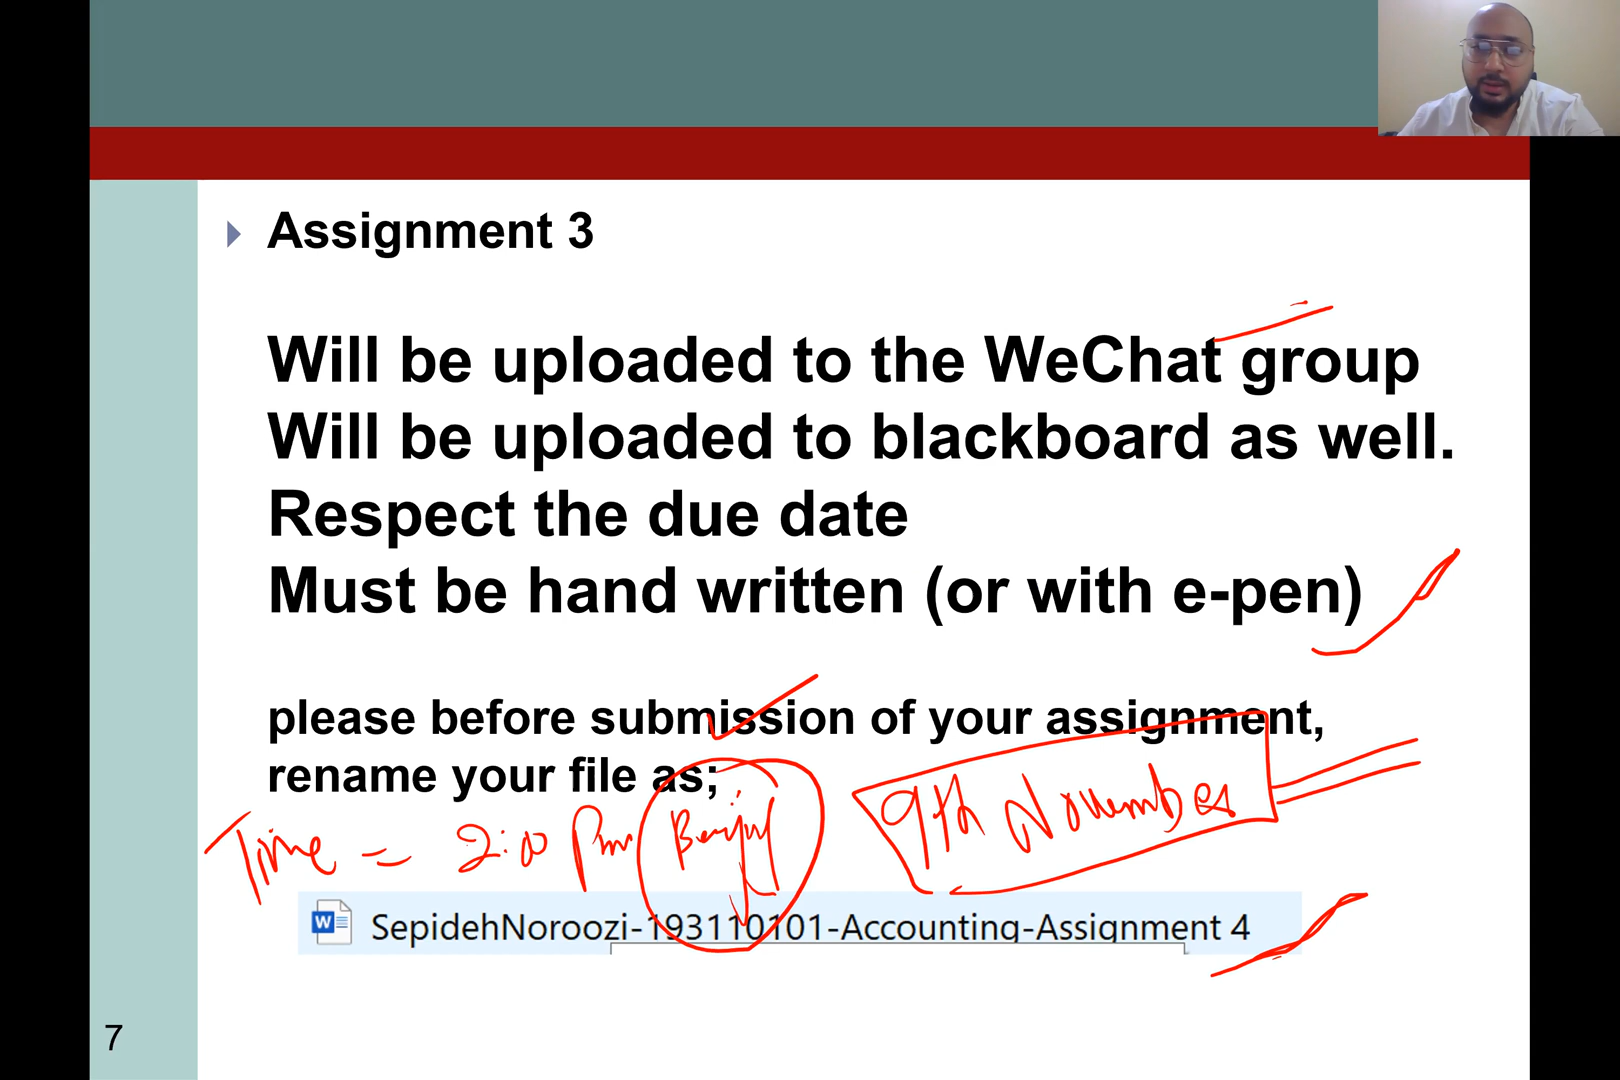 Assignment 3
Will be uploaded to the WeChat group
Will be uploaded to blackboard as well.
Respect the due date
Must be hand written (or with e-pen)
please before submission of your assignment,
rename your file as;
Time = 2:00 Pm
9th November
SepidehNoroozi-193110101-Accounting-Assignment 4
7